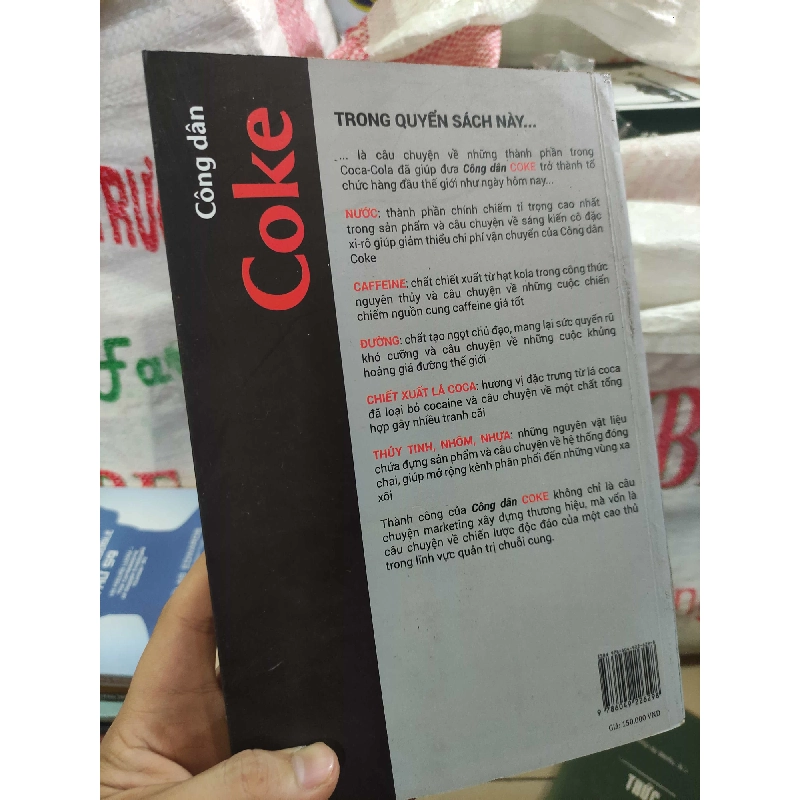 Công dân
Coke
TRONG QUYỂN SÁCH NÀY...
... là câu chuyện về những thành phần trong
Coca-Cola đã giúp đưa Công dân COKE trở thành tổ
chức hàng đầu thế giới như ngày hôm nay...
NƯỚC: thành phần chính chiếm tỉ trọng cao nhất
trong sản phẩm và câu chuyện về sáng kiến cô đặc
xi-rô giúp giảm thiểu chi phí vận chuyển của Công dân
Coke
CAFFEINE: chất chiết xuất từ hạt kola trong công thức
nguyên thủy và câu chuyện về những cuộc chiến
chiếm nguồn cung caffeine giá tốt
ĐƯỜNG: chất tạo ngọt chủ đạo, mang lại sức quyến rũ
khó cưỡng và câu chuyện về những cuộc khủng
hoảng giá đường thế giới
CHIẾT XUẤT LÁ COCA: hương vị đặc trưng từ lá coca
đã loại bỏ cocaine và câu chuyện về một chất tổng
hợp gây nhiều tranh cãi
THỦY TINH, NHÔM, NHỰA: những nguyên vật liệu
chứa đựng sản phẩm và câu chuyện về hệ thống đóng
chai, giúp mở rộng kênh phân phối đến những vùng xa
xôi
Thành công của Công dân COKE không chỉ là câu
chuyện marketing xây dựng thương hiệu, mà vốn là
câu chuyện về chiến lược độc đáo của một cao thủ
trong lĩnh vực quản trị chuỗi cung.
Giá: 150.000 VND